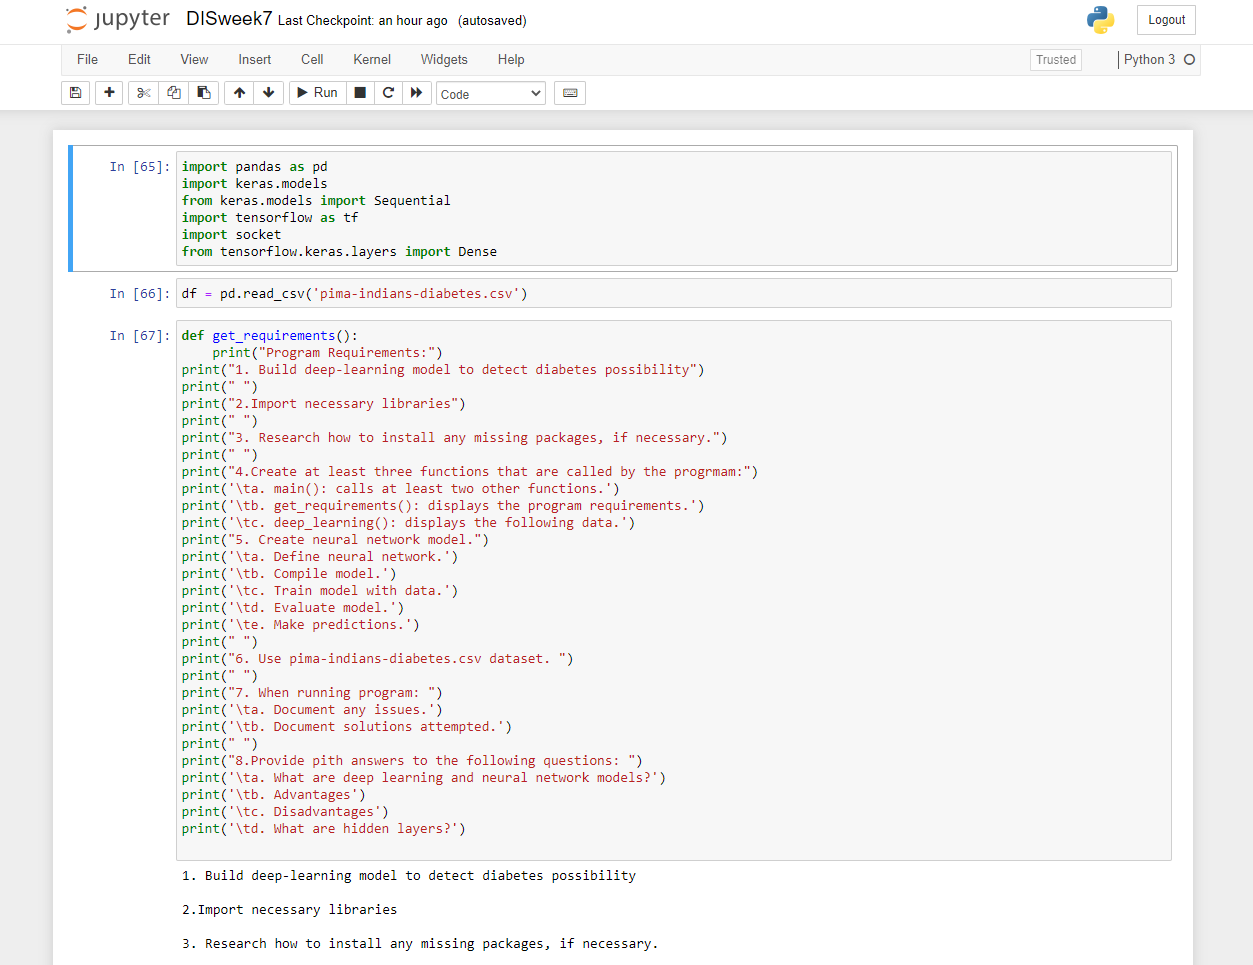 jupyter DISweek7 Last Checkpoint: an hour ago (autosaved)
Logout
File Edit View Insert Cell Kernel Widgets Help
Trusted
Python 3
Run
Code
In [65]:
import pandas as pd
import keras.models
from keras.models import Sequential
import tensorflow as tf
import socket
from tensorflow.keras.layers import Dense
In [66]:
df = pd.read_csv('pima-indians-diabetes.csv')
In [67]:
def get_requirements():
    print("Program Requirements:")
print("1. Build deep-learning model to detect diabetes possibility")
print(" ")
print("2.Import necessary libraries")
print(" ")
print("3. Research how to install any missing packages, if necessary.")
print(" ")
print("4.Create at least three functions that are called by the progrmam:")
print('\ta. main(): calls at least two other functions.')
print('\tb. get_requirements(): displays the program requirements.')
print('\tc. deep_learning(): displays the following data.')
print("5. Create neural network model.")
print('\ta. Define neural network.')
print('\tb. Compile model.')
print('\tc. Train model with data.')
print('\td. Evaluate model.')
print('\te. Make predictions.')
print(" ")
print("6. Use pima-indians-diabetes.csv dataset. ")
print(" ")
print("7. When running program: ")
print('\ta. Document any issues.')
print('\tb. Document solutions attempted.')
print(" ")
print("8.Provide pith answers to the following questions: ")
print('\ta. What are deep learning and neural network models?')
print('\tb. Advantages')
print('\tc. Disadvantages')
print('\td. What are hidden layers?')
1. Build deep-learning model to detect diabetes possibility
2.Import necessary libraries
3. Research how to install any missing packages, if necessary.